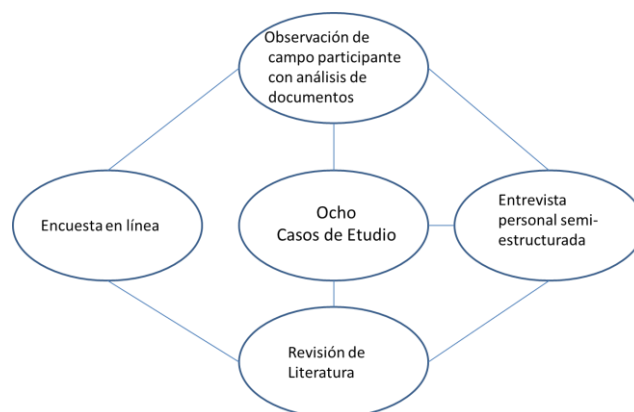 Observación de
campo participante
con análisis de
documentos
Encuesta en línea
Ocho
Casos de Etudio
Entrevista
personal semi-
estructurada
Revisión de
Literatura